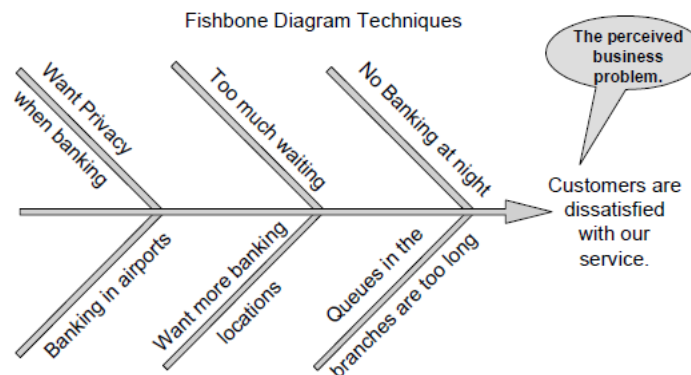 Fishbone Diagram Techniques
The perceived
business
problem.
Want Privacy
when banking
Too much waiting
No Banking at night
Customers are
dissatisfied
with our
service.
Banking in airports
Want more banking
locations
Queues in the
branches are too long